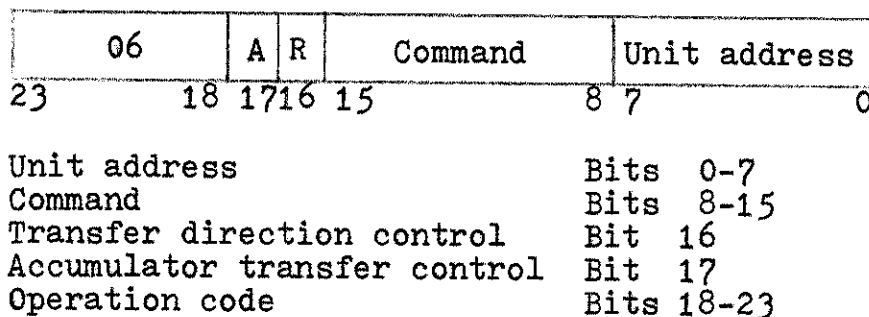 06 A R Command Unit address
23 18 17 16 15 8 7 0
Unit address Bits 0-7
Command Bits 8-15
Transfer direction control Bit 16
Accumulator transfer control Bit 17
Operation code Bits 18-23